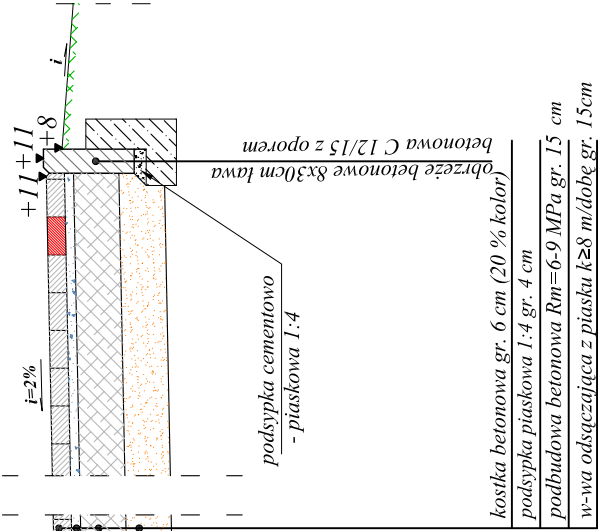 i
+8
+11
+11
i=2%
obrzeże betonowe 8x30cm ława
betonowa C 12/15 z oporem
podsypka cementowo
- piaskowa 1:4
kostka betonowa gr. 6 cm (20 % kolor)
podsypka piaskowa 1:4 gr. 4 cm
podbudowa betonowa Rm=6-9 MPa gr. 15 cm
w-wa odsączająca z piasku k≥8 m/dobę gr. 15cm